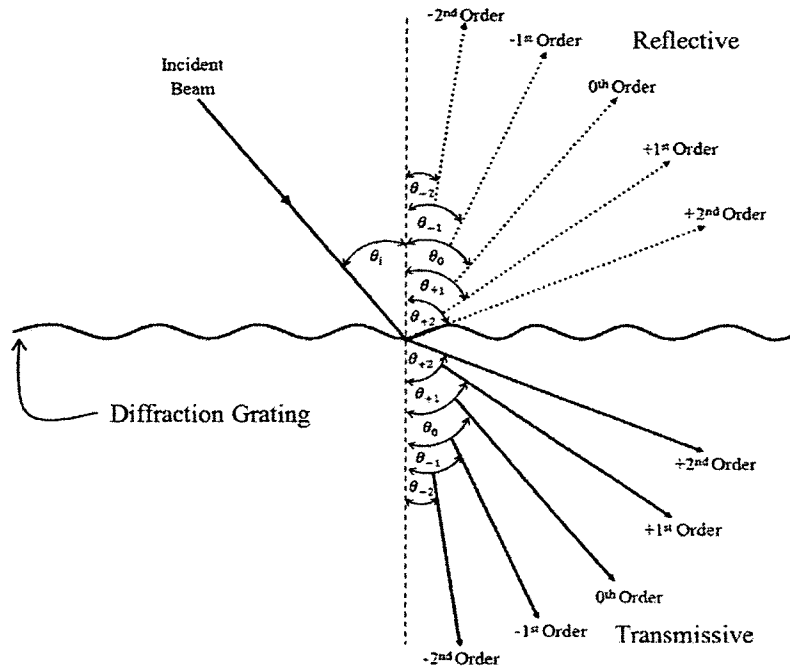 -2nd Order
-1st Order
Reflective
Incident
Beam
0th Order
+1st Order
+2nd Order
θ-2
θ-1
θi
θ0
θ+1
θ+2
θ+2
θ+1
Diffraction Grating
θ0
θ-1
θ-2
+2nd Order
+1st Order
0th Order
-1st Order
Transmissive
-2nd Order